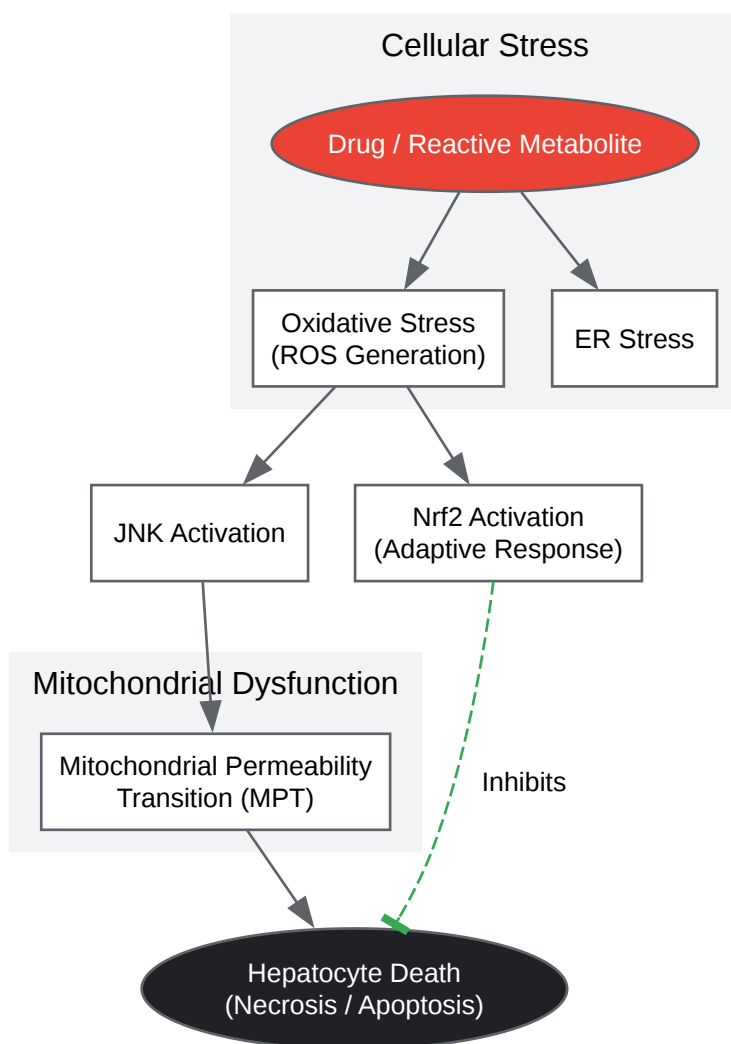 Cellular Stress
Drug / Reactive Metabolite
Oxidative Stress
(ROS Generation)
ER Stress
JNK Activation
Nrf2 Activation
(Adaptive Response)
Mitochondrial Dysfunction
Mitochondrial Permeability
Transition (MPT)
Inhibits
Hepatocyte Death
(Necrosis / Apoptosis)